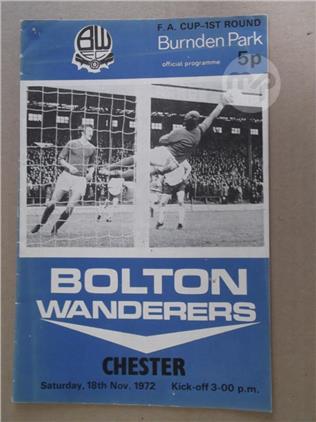 F.A. CUP-1ST ROUND
Burnden Park
official programme 5p
BW
BOLTON
WANDERERS
CHESTER
Saturday, 18th Nov. 1972 Kick-off 3-00 p.m.